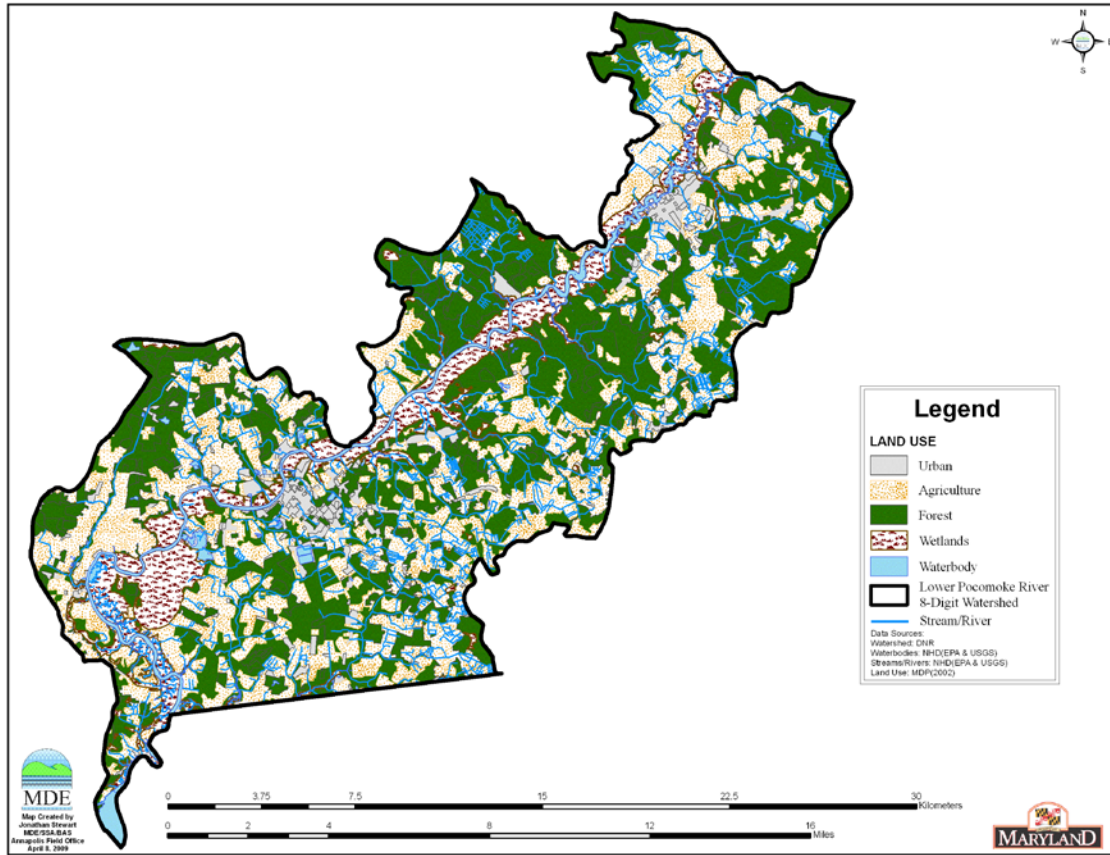 N
W
S
Legend
LAND USE
Urban
Agriculture
Forest
Wetlands
Waterbody
Lower Pocomoke River
8-Digit Watershed
Stream/River
Data Sources:
Watershed: DNR
Waterbodies: NHD(EPA & USGS)
Streams/Rivers: NHD(EPA & USGS)
Land Use: MDP(2002)
MDE
Map Created by
Jonathan Stewart
MDE/SSA/BAS
Annapolis Field Office
April 8, 2009
0 3.75 7.5 15 22.5 30
Kilometers
0 2 4 8 12 16
Miles
MARYLAND